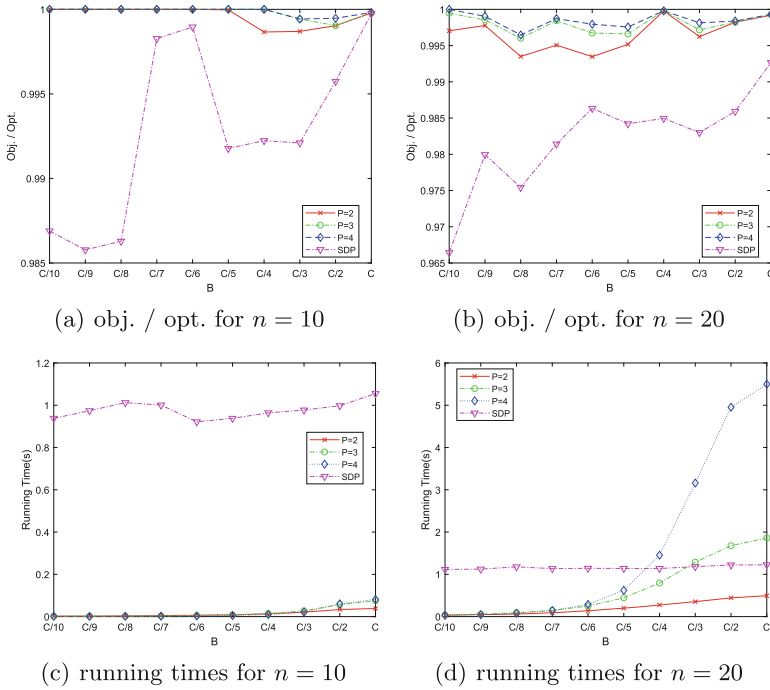 1
0.995
0.99
0.985
Obj. / Opt.
P=2
P=3
P=4
SDP
C/10 C/9 C/8 C/7 C/6 C/5 C/4 C/3 C/2 C
B
(a) obj. / opt. for n = 10
1
0.995
0.99
0.985
0.98
0.975
0.97
0.965
Obj. / Opt.
P=2
P=3
P=4
SDP
C/10 C/9 C/8 C/7 C/6 C/5 C/4 C/3 C/2 C
B
(b) obj. / opt. for n = 20
1.2
1
0.8
0.6
0.4
0.2
0
Running Time(s)
P=2
P=3
P=4
SDP
C/10 C/9 C/8 C/7 C/6 C/5 C/4 C/3 C/2 C
B
(c) running times for n = 10
6
5
4
3
2
1
0
Running Time(s)
P=2
P=3
P=4
SDP
C/10 C/9 C/8 C/7 C/6 C/5 C/4 C/3 C/2 C
B
(d) running times for n = 20